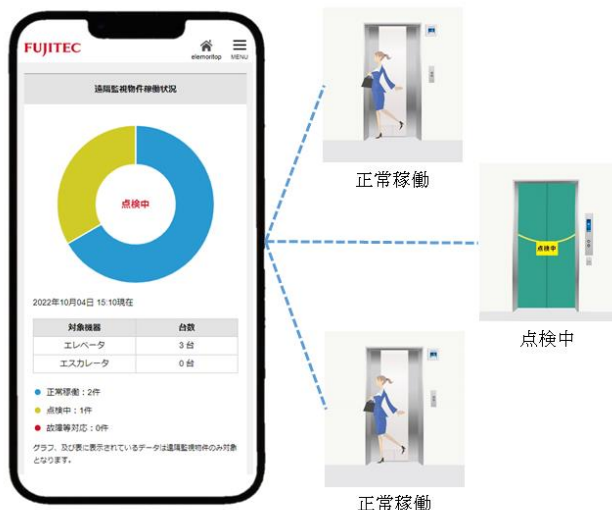 FUJITEC
elemoritop
MENU
遠隔監視物件稼働状況
点検中
2022年10月04日 15:10現在
対象機器 台数
エレベータ 3 台
エスカレータ 0 台
正常稼働：2件
点検中：1件
故障等対応：0件
グラフ、及び表に表示されているデータは遠隔監視物件のみ対象
となります。
正常稼働
点検中
点検中
正常稼働